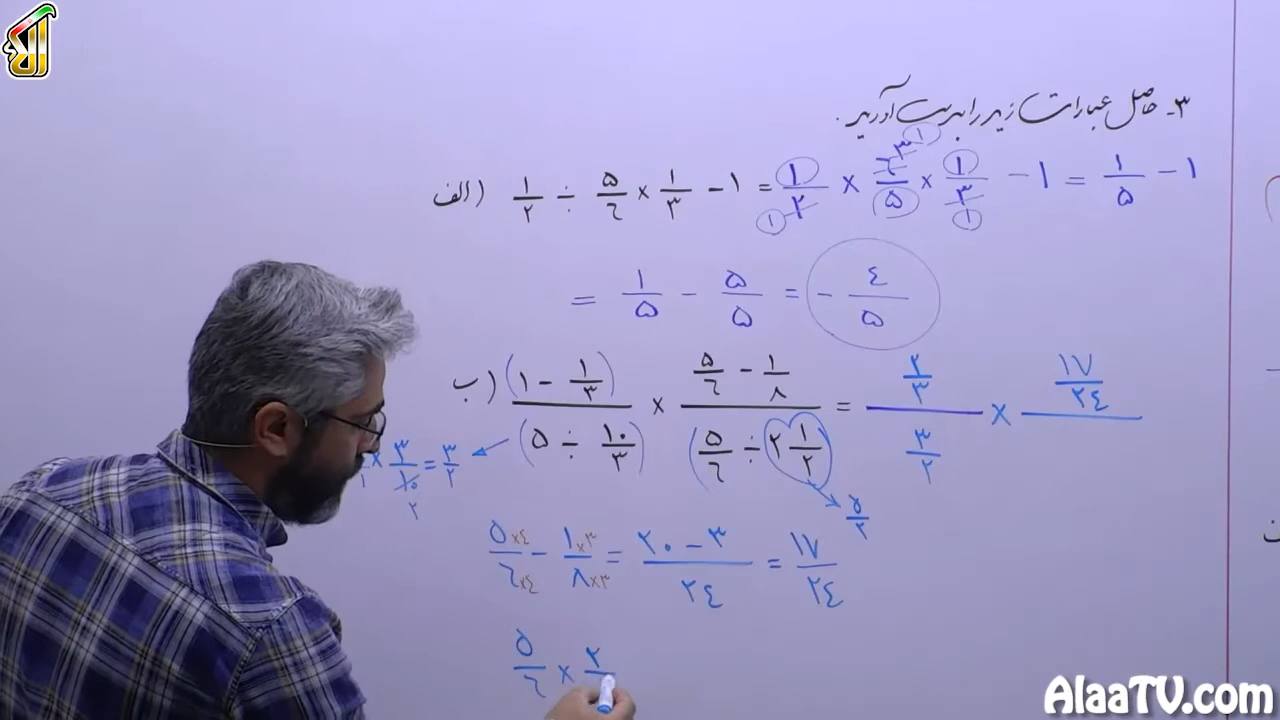 ۳- حاصل عبارات زیر را بدست آورید.
الف) ۱/۲ ÷ ۵/۶ × ۱/۳ - ۱ = ۱/۲ × ۶/۵ × ۱/۳ - ۱ = ۱/۵ - ۱
= ۱/۵ - ۵/۵ = - ۴/۵
ب) (۱ - ۱/۳)/(۵ ÷ ۱۰/۳) × (۵/۶ - ۱/۸)/(۵/۶ ÷ ۲ ۱/۲) = (۲/۳)/(۳/۲) × (۱۷/۲۴)/
× ۳/۱۰ = ۳/۲
۵/۲
۵×۴/۶×۴ - ۱×۳/۸×۳ = ۲۰-۳/۲۴ = ۱۷/۲۴
۵/۶ × ۲/
AlaaTV.com